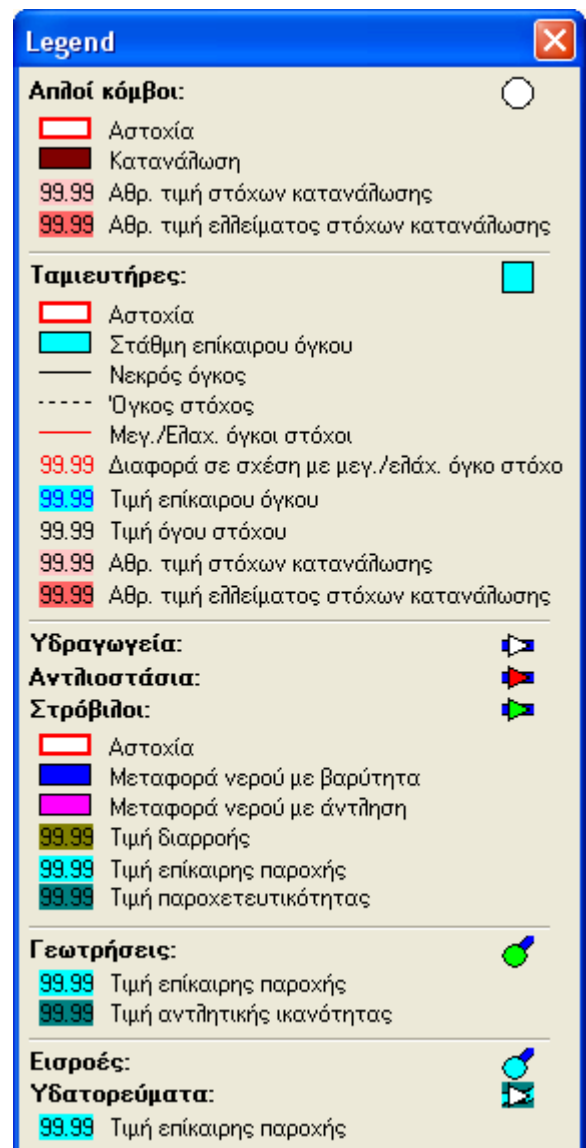 Legend
Απλοί κόμβοι:
Αστοχία
Κατανάλωση
99.99 Αθρ. τιμή στόχων κατανάλωσης
99.99 Αθρ. τιμή ελλείματος στόχων κατανάλωσης
Ταμιευτήρες:
Αστοχία
Στάθμη επίκαιρου όγκου
Νεκρός όγκος
Όγκος στόχος
Μεγ./Ελαχ. όγκοι στόχοι
99.99 Διαφορά σε σχέση με μεγ./ελάχ. όγκο στόχο
99.99 Τιμή επίκαιρου όγκου
99.99 Τιμή όγου στόχου
99.99 Αθρ. τιμή στόχων κατανάλωσης
99.99 Αθρ. τιμή ελλείματος στόχων κατανάλωσης
Υδραγωγεία:
Αντλιοστάσια:
Στρόβιλοι:
Αστοχία
Μεταφορά νερού με βαρύτητα
Μεταφορά νερού με άντληση
99.99 Τιμή διαρροής
99.99 Τιμή επίκαιρης παροχής
99.99 Τιμή παροχετευτικότητας
Γεωτρήσεις:
99.99 Τιμή επίκαιρης παροχής
99.99 Τιμή αντλητικής ικανότητας
Εισροές:
Υδατορεύματα:
99.99 Τιμή επίκαιρης παροχής